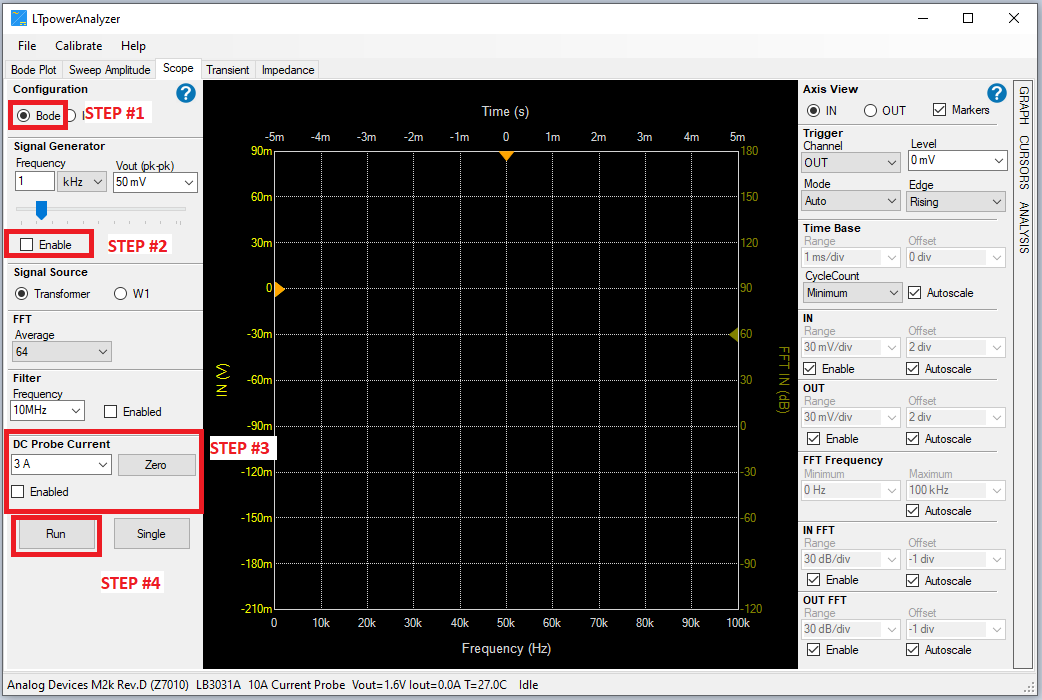 LTpowerAnalyzer
File Calibrate Help
Bode Plot Sweep Amplitude Scope Transient Impedance
Configuration
Bode STEP #1
Signal Generator
Frequency Vout (pk-pk)
1 kHz 50 mV
Enable STEP #2
Signal Source
Transformer W1
FFT
Average
64
Filter
Frequency
10MHz Enabled
DC Probe Current
STEP #3
3 A Zero
Enabled
Run Single
STEP #4
Time (s)
-5m -4m -3m -2m -1m 0 1m 2m 3m 4m 5m
90m 180
60m 150
30m 120
0 90
-30m 60
-60m 30
-90m 0
-120m -30
-150m -60
-180m -90
-210m -120
IN (V)
FFT IN (dB)
0 10k 20k 30k 40k 50k 60k 70k 80k 90k 100k
Frequency (Hz)
Axis View
IN OUT Markers
Trigger
Channel Level
OUT 0 mV
Mode Edge
Auto Rising
Time Base
Range Offset
1 ms/div 0 div
CycleCount
Minimum Autoscale
IN
Range Offset
30 mV/div 2 div
Enable Autoscale
OUT
Range Offset
30 mV/div 2 div
Enable Autoscale
FFT Frequency
Minimum Maximum
0 Hz 100 kHz
Autoscale
IN FFT
Range Offset
30 dB/div -1 div
Enable Autoscale
OUT FFT
Range Offset
30 dB/div -1 div
Enable Autoscale
GRAPH CURSORS ANALYSIS
Analog Devices M2k Rev.D (Z7010) LB3031A 10A Current Probe Vout=1.6V Iout=0.0A T=27.0C Idle